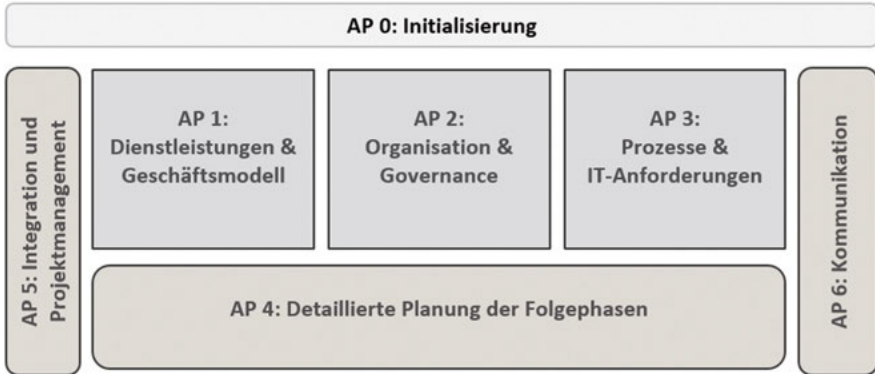 AP 0: Initialisierung
AP 5: Integration und
Projektmanagement
AP 1:
Dienstleistungen &
Geschäftsmodell
AP 2:
Organisation &
Governance
AP 3:
Prozesse &
IT-Anforderungen
AP 6: Kommunikation
AP 4: Detaillierte Planung der Folgephasen